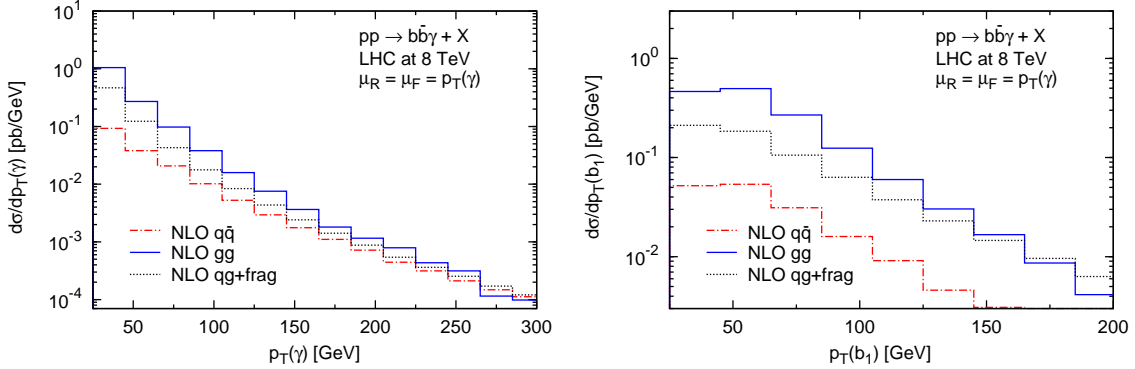 pp → bb̄γ + X
LHC at 8 TeV
μ_R = μ_F = p_T(γ)
dσ/dp_T(γ) [pb/GeV]
10^1
10^0
10^-1
10^-2
10^-3
10^-4
NLO qq̄
NLO gg
NLO qg+frag
50 100 150 200 250 300
p_T(γ) [GeV]
pp → bb̄γ + X
LHC at 8 TeV
μ_R = μ_F = p_T(γ)
dσ/dp_T(b_1) [pb/GeV]
10^0
10^-1
10^-2
NLO qq̄
NLO gg
NLO qg+frag
50 100 150 200
p_T(b_1) [GeV]